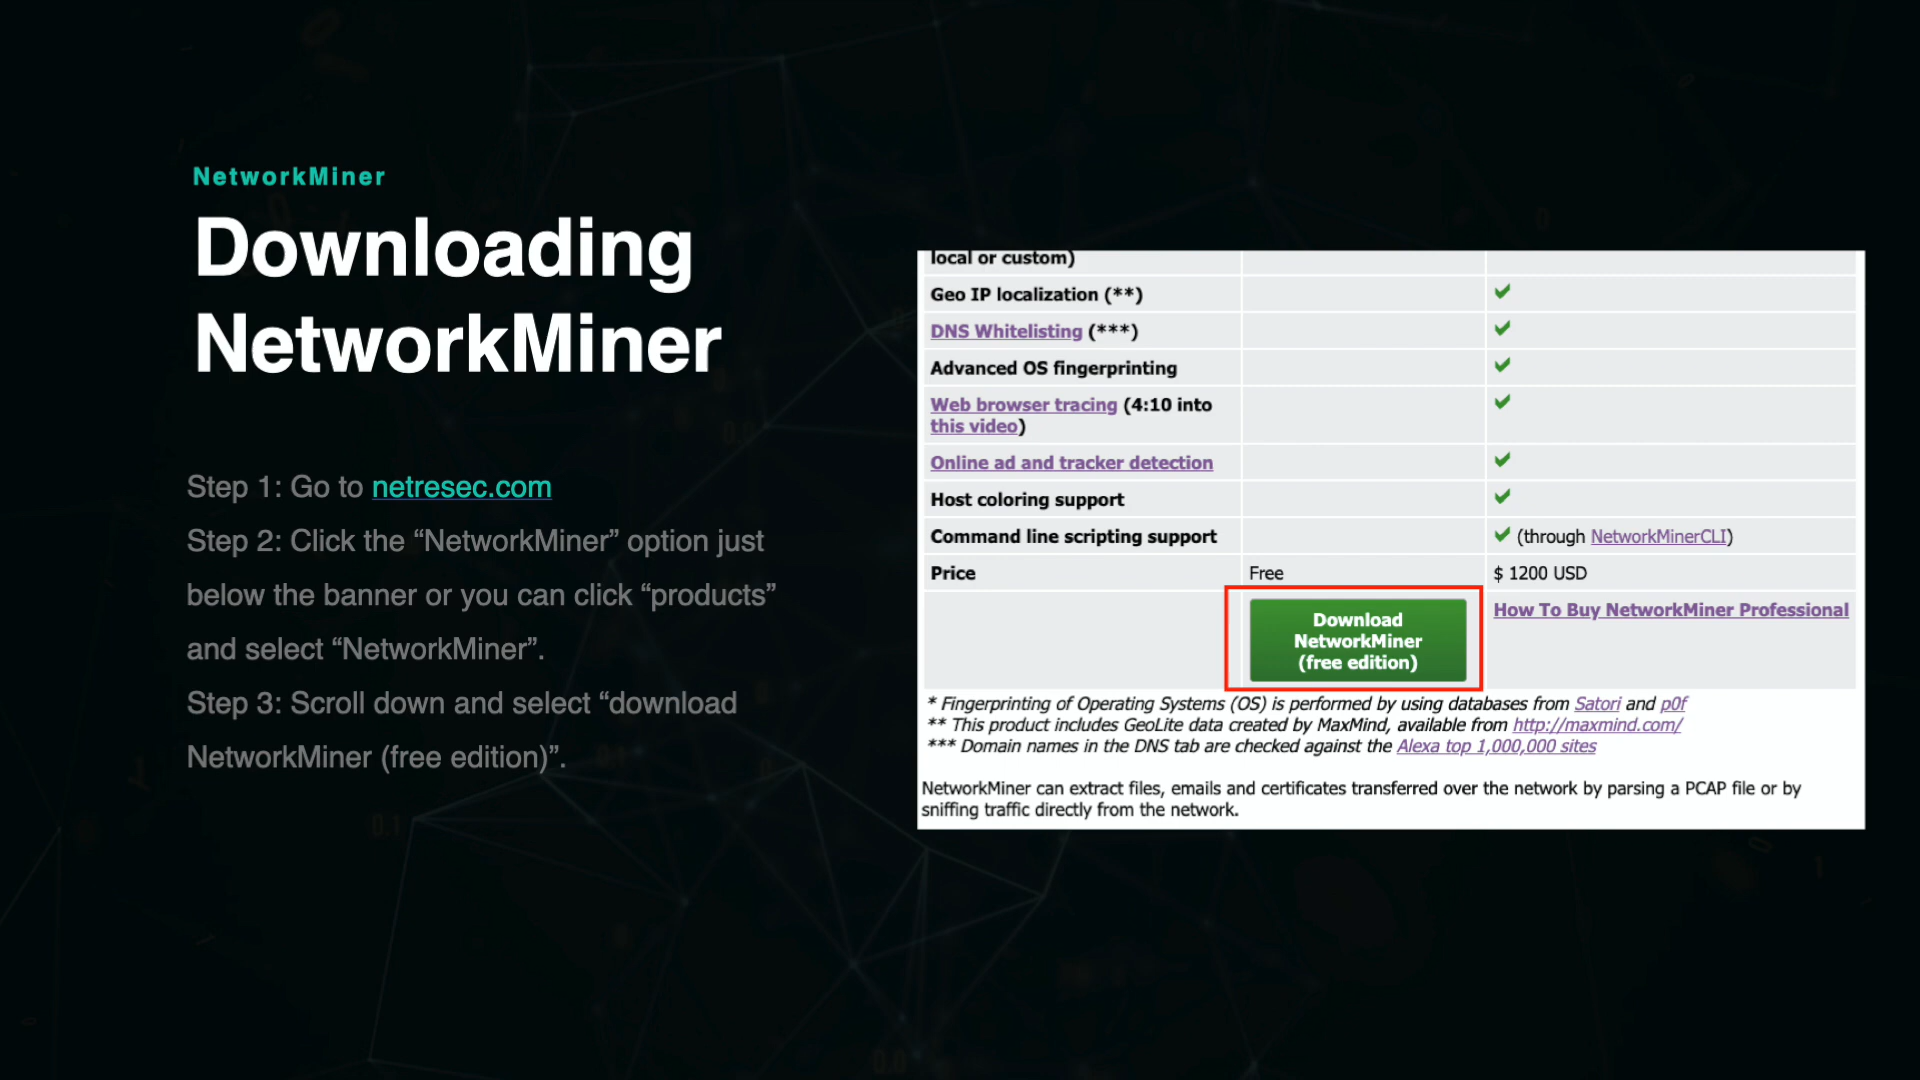 NetworkMiner
Downloading
NetworkMiner
Step 1: Go to netresec.com
Step 2: Click the “NetworkMiner” option just
below the banner or you can click “products”
and select “NetworkMiner”.
Step 3: Scroll down and select “download
NetworkMiner (free edition)”.
local or custom)
Geo IP localization (**) ✔
DNS Whitelisting (***) ✔
Advanced OS fingerprinting ✔
Web browser tracing (4:10 into ✔
this video)
Online ad and tracker detection ✔
Host coloring support ✔
Command line scripting support ✔ (through NetworkMinerCLI)
Price Free $ 1200 USD
Download
NetworkMiner
(free edition)
How To Buy NetworkMiner Professional
* Fingerprinting of Operating Systems (OS) is performed by using databases from Satori and p0f
** This product includes GeoLite data created by MaxMind, available from http://maxmind.com/
*** Domain names in the DNS tab are checked against the Alexa top 1,000,000 sites
NetworkMiner can extract files, emails and certificates transferred over the network by parsing a PCAP file or by
sniffing traffic directly from the network.